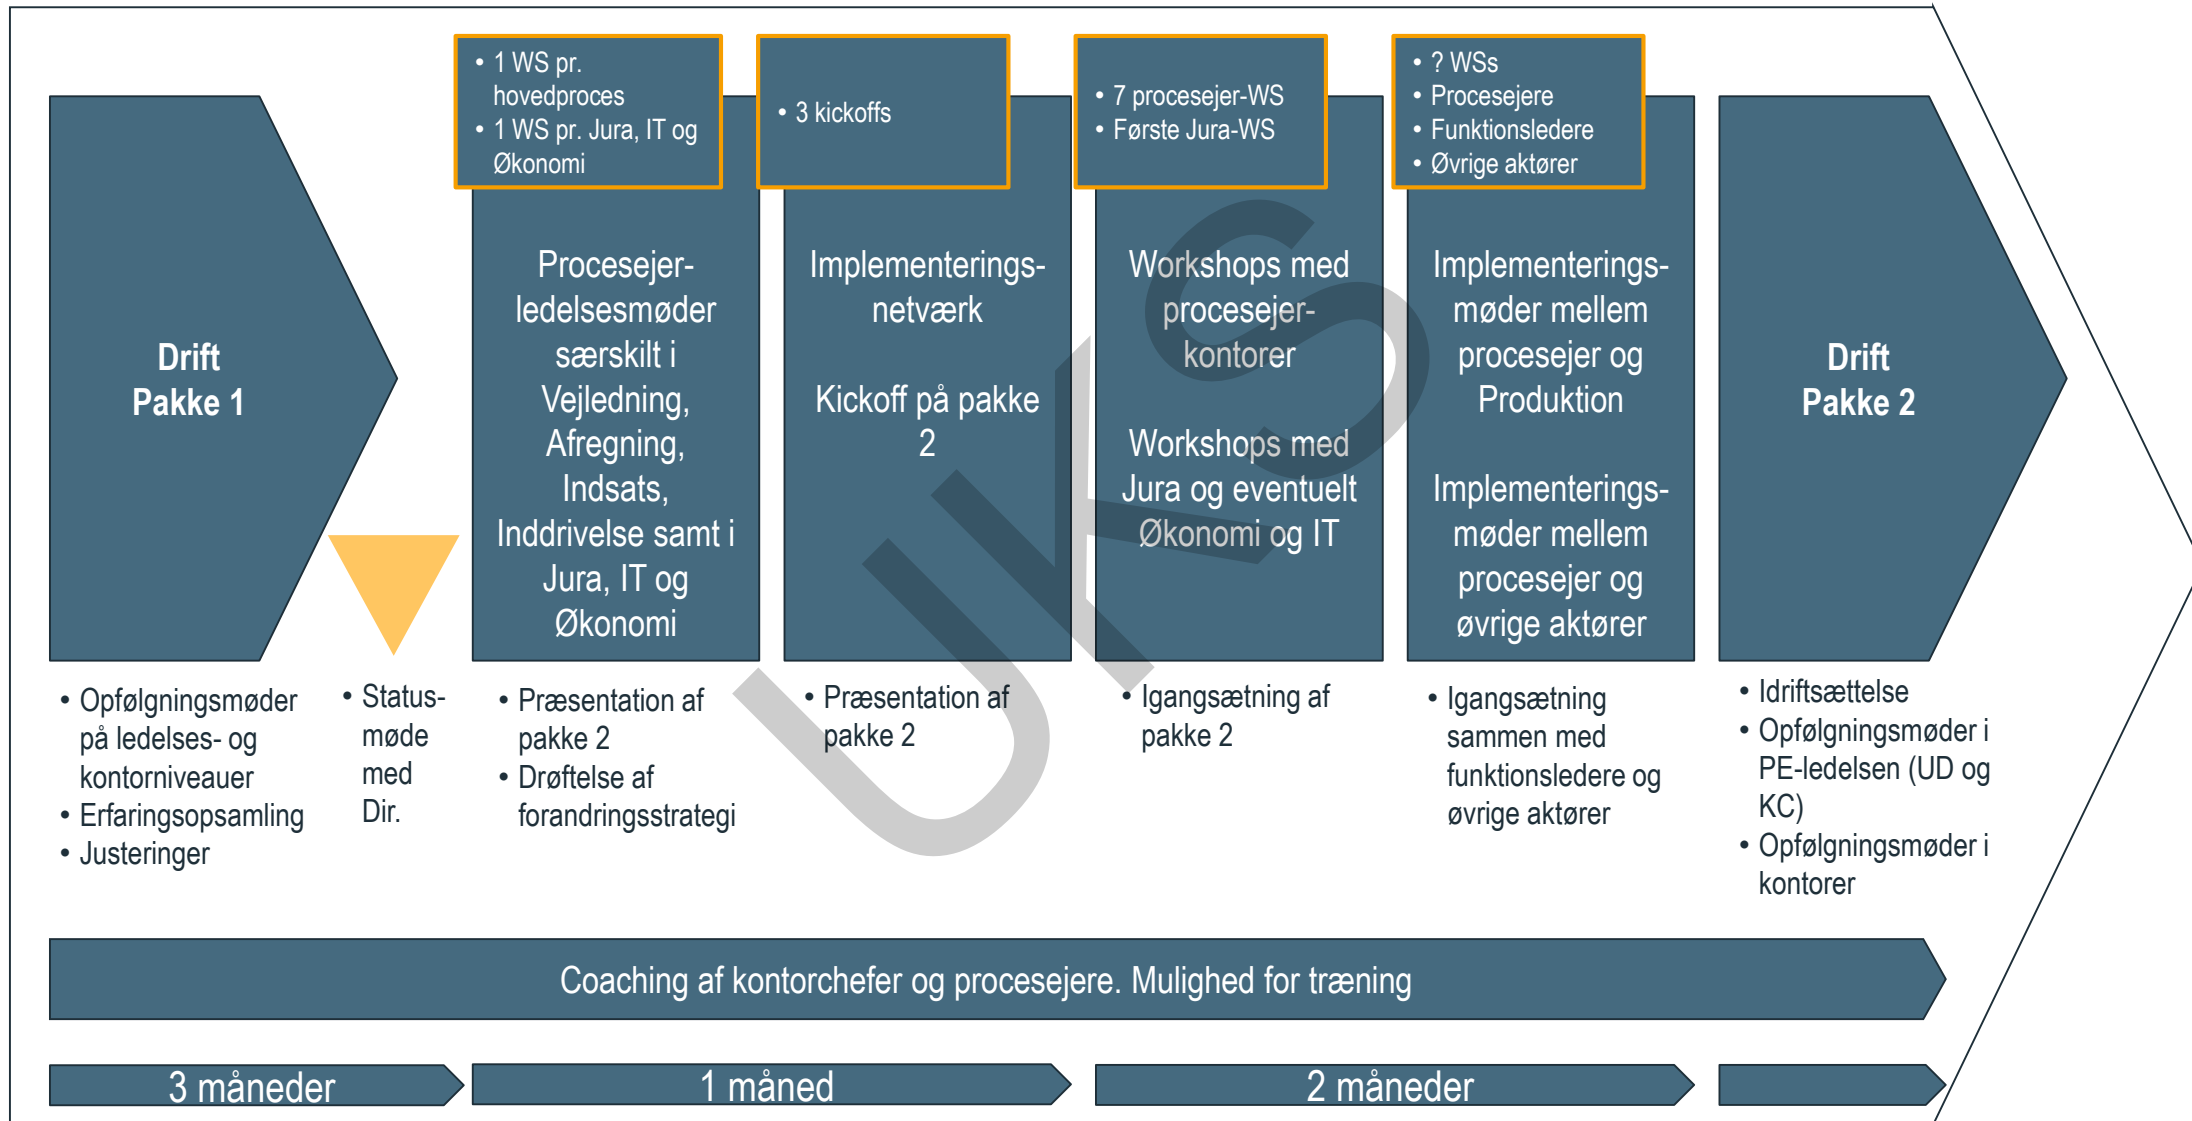 • 1 WS pr.
hovedproces
• 1 WS pr. Jura, IT og
Økonomi
• 3 kickoffs
• 7 procesejer-WS
• Første Jura-WS
• ? WSs
• Procesejere
• Funktionsledere
• Øvrige aktører
Drift
Pakke 1
Procesejer-
ledelsesmøder
særskilt i
Vejledning,
Afregning,
Indsats,
Inddrivelse samt i
Jura, IT og
Økonomi
Implementerings-
netværk
Kickoff på pakke
2
Workshops med
procesejer-
kontorer
Workshops med
Jura og eventuelt
Økonomi og IT
Implementerings-
møder mellem
procesejer og
Produktion
Implementerings-
møder mellem
procesejer og
øvrige aktører
Drift
Pakke 2
• Opfølgningsmøder
på ledelses- og
kontorniveauer
• Erfaringsopsamling
• Justeringer
• Status-
møde
med
Dir.
• Præsentation af
pakke 2
• Drøftelse af
forandringsstrategi
• Præsentation af
pakke 2
• Igangsætning af
pakke 2
• Igangsætning
sammen med
funktionsledere og
øvrige aktører
• Idriftsættelse
• Opfølgningsmøder i
PE-ledelsen (UD og
KC)
• Opfølgningsmøder i
kontorer
UKS
Coaching af kontorchefer og procesejere. Mulighed for træning
3 måneder
1 måned
2 måneder